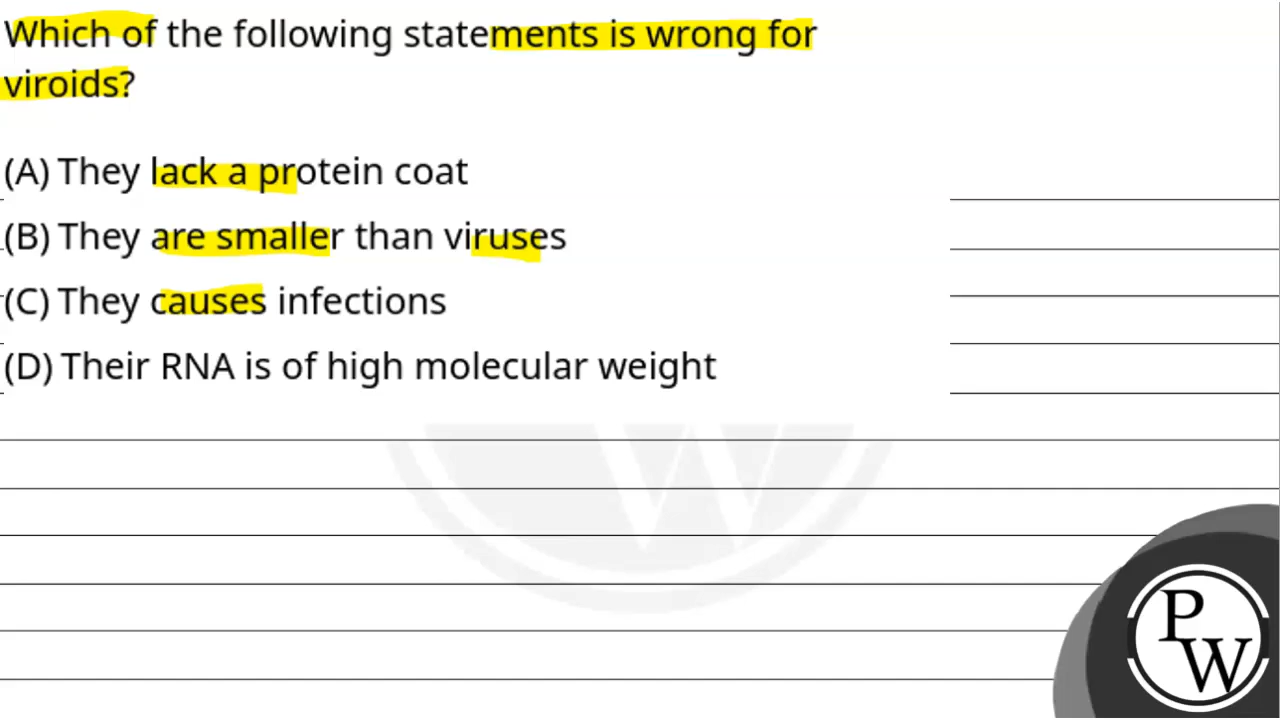 Which of the following statements is wrong for
viroids?
(A) They lack a protein coat
(B) They are smaller than viruses
(C) They causes infections
(D) Their RNA is of high molecular weight
P
W